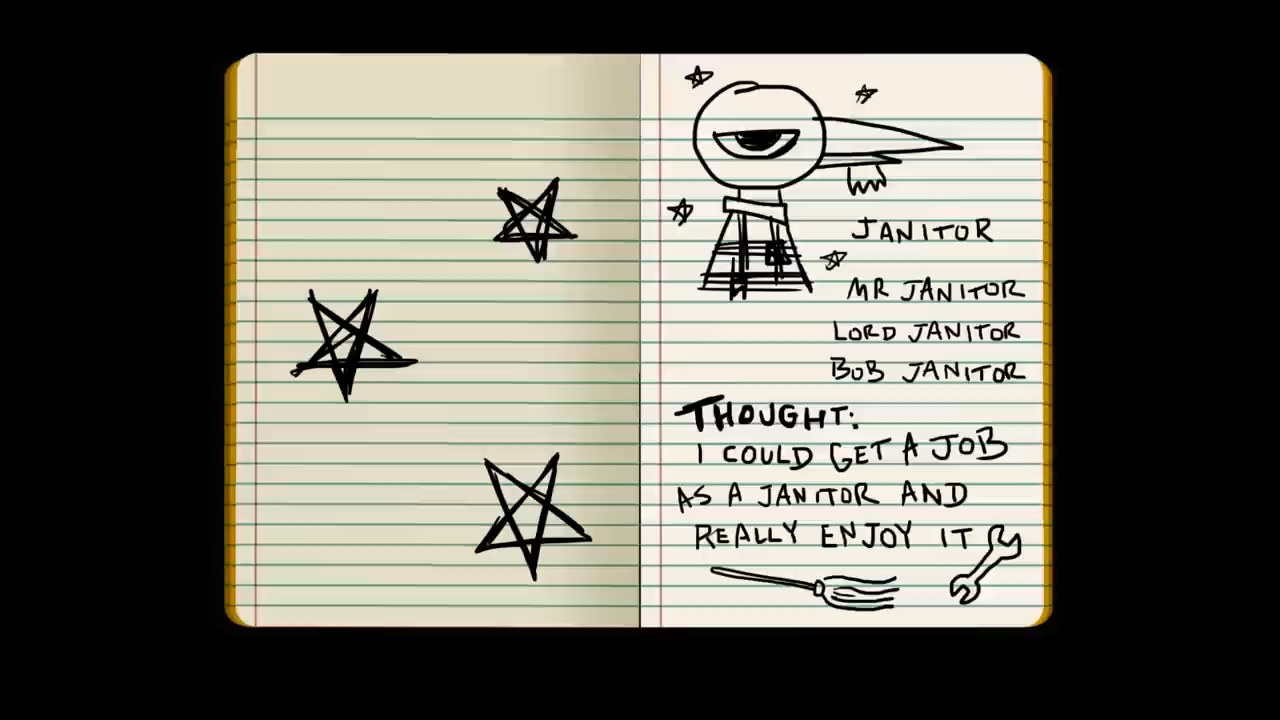 JANITOR
MR JANITOR
LORD JANITOR
BOB JANITOR
THOUGHT:
I COULD GET A JOB
AS A JANITOR AND
REALLY ENJOY IT